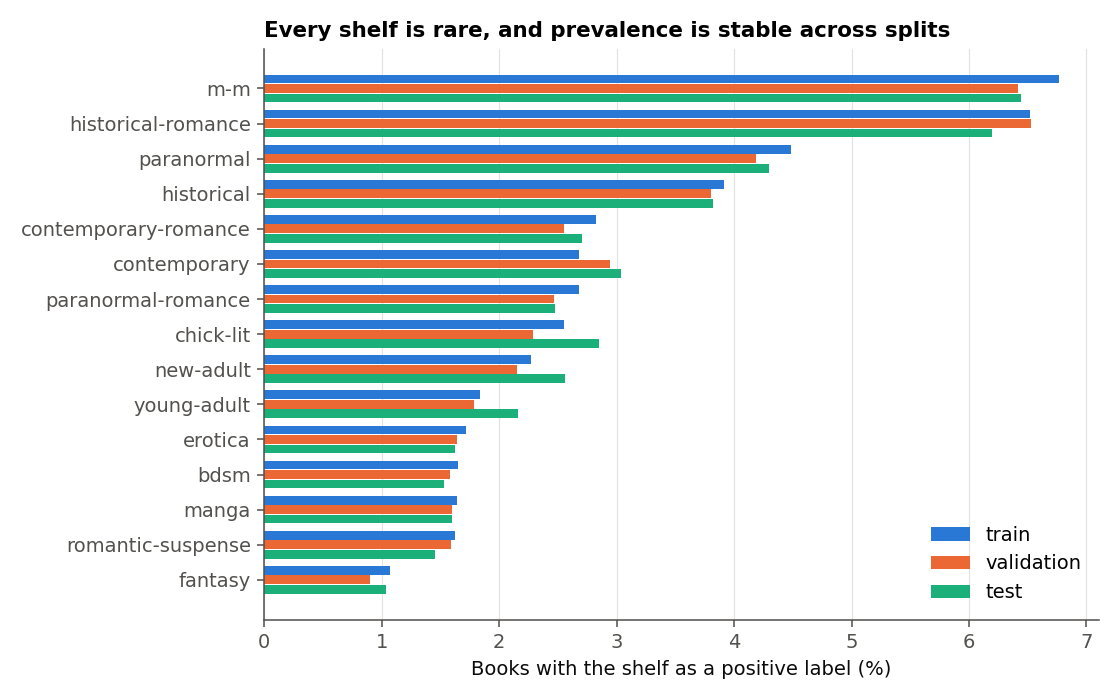 Every shelf is rare, and prevalence is stable across splits
m-m
historical-romance
paranormal
historical
contemporary-romance
contemporary
paranormal-romance
chick-lit
new-adult
young-adult
erotica
bdsm
manga
romantic-suspense
fantasy
train
validation
test
0 1 2 3 4 5 6 7
Books with the shelf as a positive label (%)